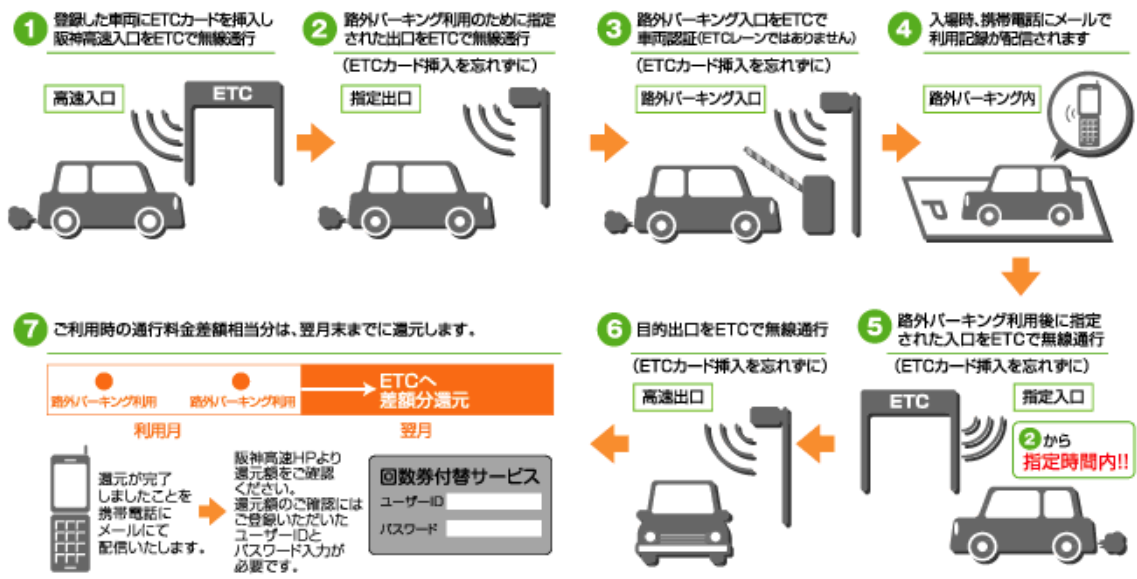 1 登録した車両にETCカードを挿入し
阪神高速入口をETCで無線通行
高速入口
ETC
2 路外パーキング利用のために指定
された出口をETCで無線通行
(ETCカード挿入を忘れずに)
指定出口
3 路外パーキング入口をETCで
車両認証(ETCレーンではありません)
(ETCカード挿入を忘れずに)
路外パーキング入口
4 入場時、携帯電話にメールで
利用記録が配信されます
路外パーキング内
P
5 路外パーキング利用後に指定
された入口をETCで無線通行
(ETCカード挿入を忘れずに)
ETC
指定入口
2から
指定時間内!!
6 目的出口をETCで無線通行
(ETCカード挿入を忘れずに)
高速出口
7 ご利用時の通行料金差額相当分は、翌月末までに還元します。
路外パーキング利用
路外パーキング利用
ETCへ
差額分還元
利用月
翌月
還元が完了
しましたことを
携帯電話に
メールにて
配信いたします。
阪神高速HPより
還元額をご確認
ください。
還元額のご確認には
ご登録いただいた
ユーザーIDと
パスワード入力が
必要です。
回数券付替サービス
ユーザーID
パスワード